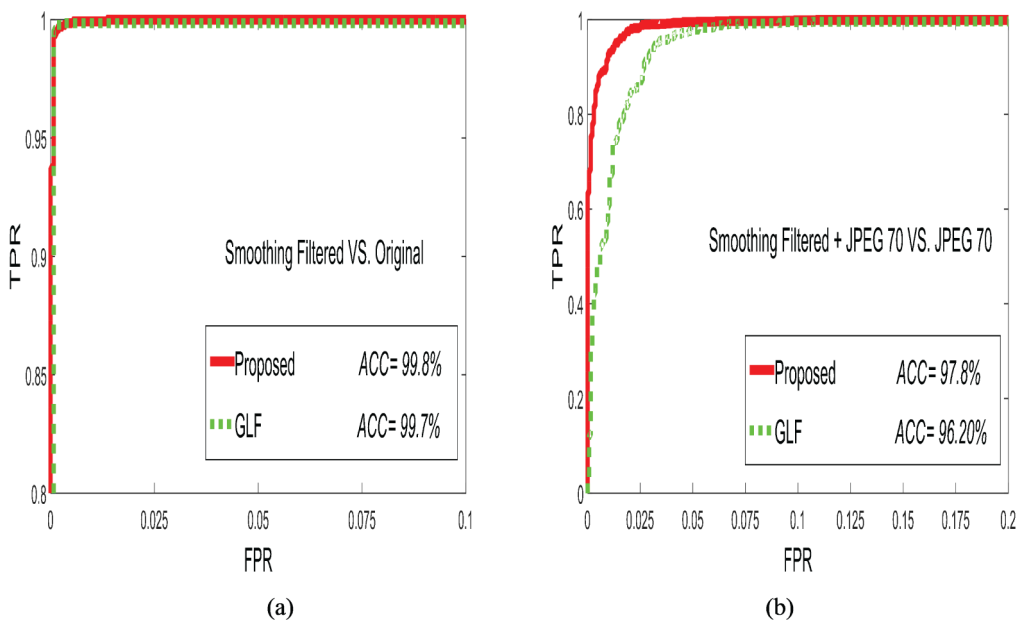 1
0.95
0.9
0.85
0.8
TPR
Smoothing Filtered VS. Original
Proposed ACC= 99.8%
GLF ACC= 99.7%
0 0.025 0.05 0.075 0.1
FPR
(a)
1
0.8
0.6
0.4
0.2
0
TPR
Smoothing Filtered + JPEG 70 VS. JPEG 70
Proposed ACC= 97.8%
GLF ACC= 96.20%
0 0.025 0.05 0.075 0.1 0.125 0.15 0.175 0.2
FPR
(b)